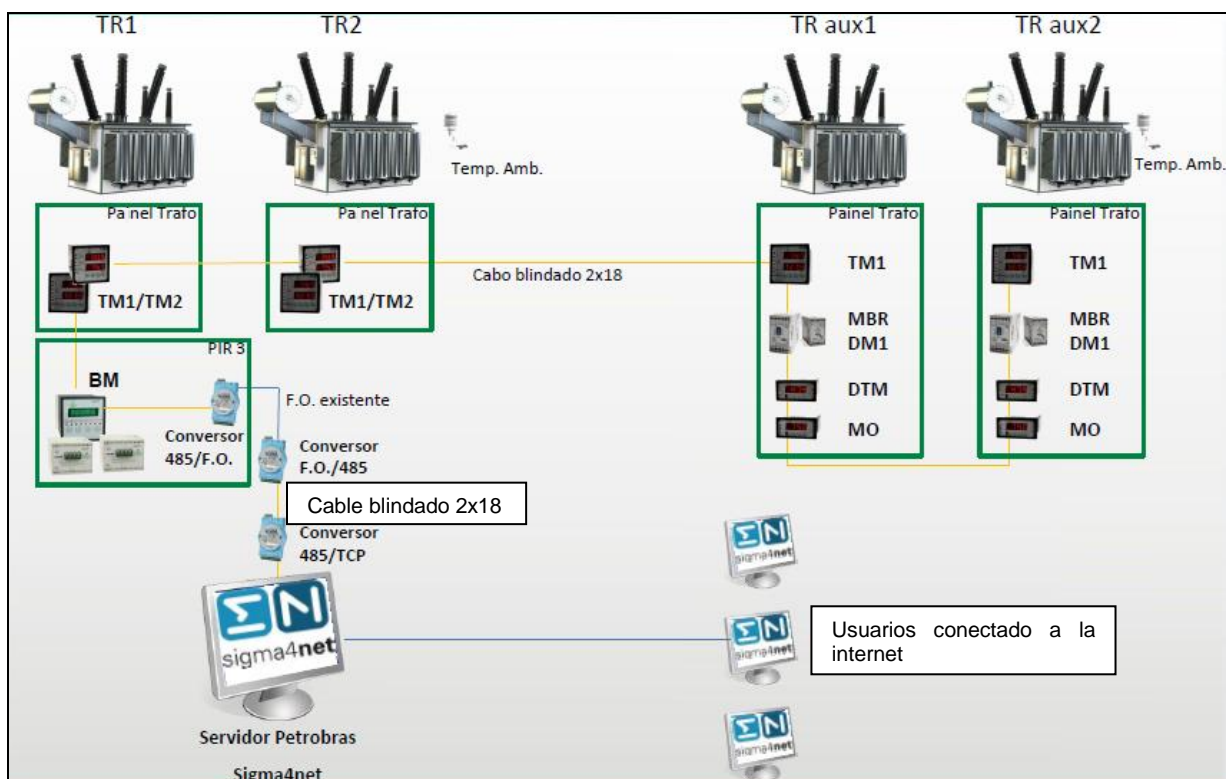 TR1
TR2
TR aux1
TR aux2
Temp. Amb.
Temp. Amb.
Painel Trafo
Painel Trafo
Painel Trafo
Painel Trafo
TM1/TM2
TM1/TM2
Cabo blindado 2x18
TM1
TM1
MBR
DM1
MBR
DM1
DTM
DTM
MO
MO
PIR 3
BM
Conversor
485/F.O.
F.O. existente
Conversor
F.O./485
Cable blindado 2x18
Conversor
485/TCP
sigma4net
Servidor Petrobras
Sigma4net
sigma4net
sigma4net
Usuarios conectado a la
internet
sigma4net